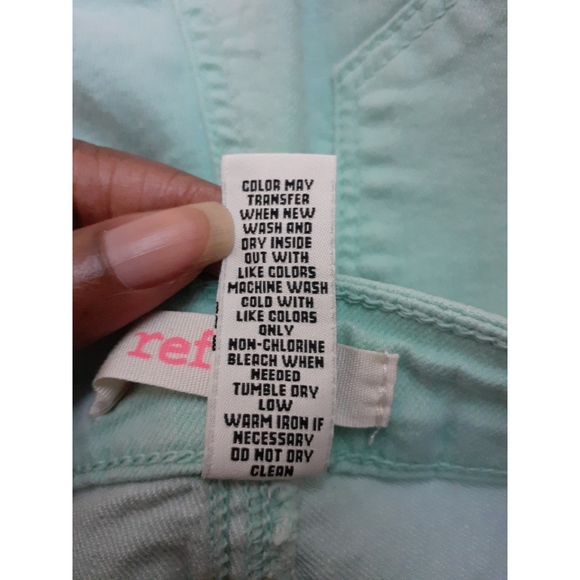 COLOR MAY
TRANSFER
WHEN NEW
WASH AND
DRY INSIDE
OUT WITH
LIKE COLORS
MACHINE WASH
COLD WITH
LIKE COLORS
ONLY
NON-CHLORINE
BLEACH WHEN
NEEDED
TUMBLE DRY
LOW
WARM IRON IF
NECESSARY
DO NOT DRY
CLEAN
ref